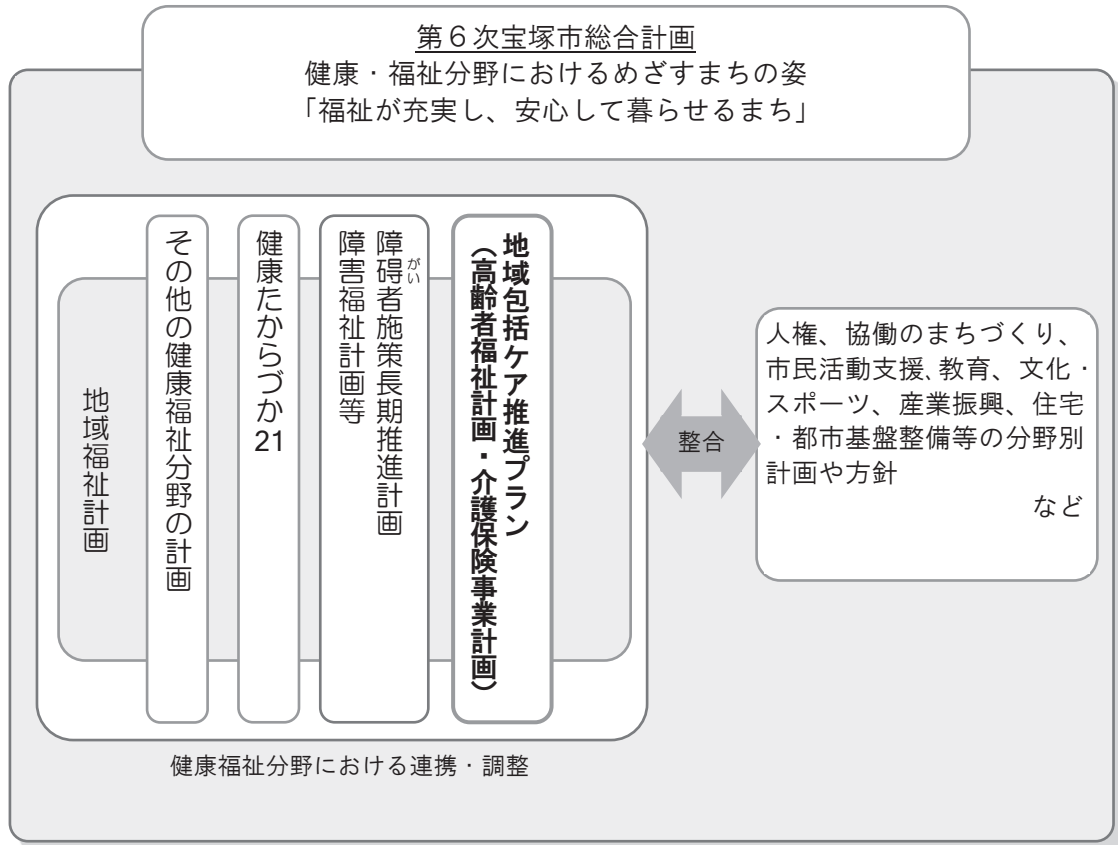 第６次宝塚市総合計画
健康・福祉分野におけるめざすまちの姿
「福祉が充実し、安心して暮らせるまち」
地域包括ケア推進プラン
（高齢者福祉計画・介護保険事業計画）
障碍者施策長期推進計画
がい
障害福祉計画等
健康たからづか21
その他の健康福祉分野の計画
地域福祉計画
健康福祉分野における連携・調整
整合
人権、協働のまちづくり、
市民活動支援、教育、文化・
スポーツ、産業振興、住宅
・都市基盤整備等の分野別
計画や方針
など